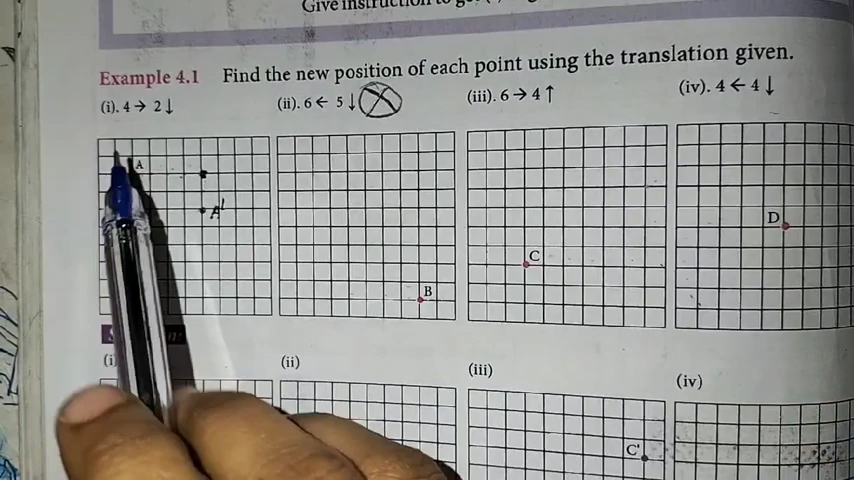 Give instruction to
Example 4.1 Find the new position of each point using the translation given.
(i). 4 → 2↓ (ii). 6 ← 5↓ (iii). 6 → 4↑ (iv). 4 ← 4↓
A
A'
B
C
D
(i (ii) (iii) (iv)
C'